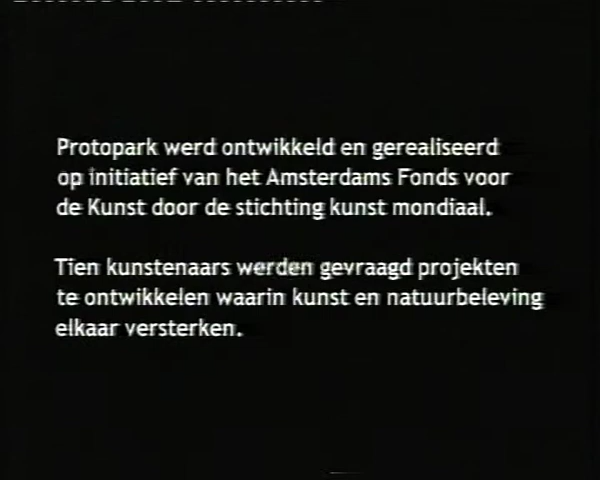 Protopark werd ontwikkeld en gerealiseerd
op initiatief van het Amsterdams Fonds voor
de Kunst door de stichting kunst mondiaal.
Tien kunstenaars werden gevraagd projekten
te ontwikkelen waarin kunst en natuurbeleving
elkaar versterken.